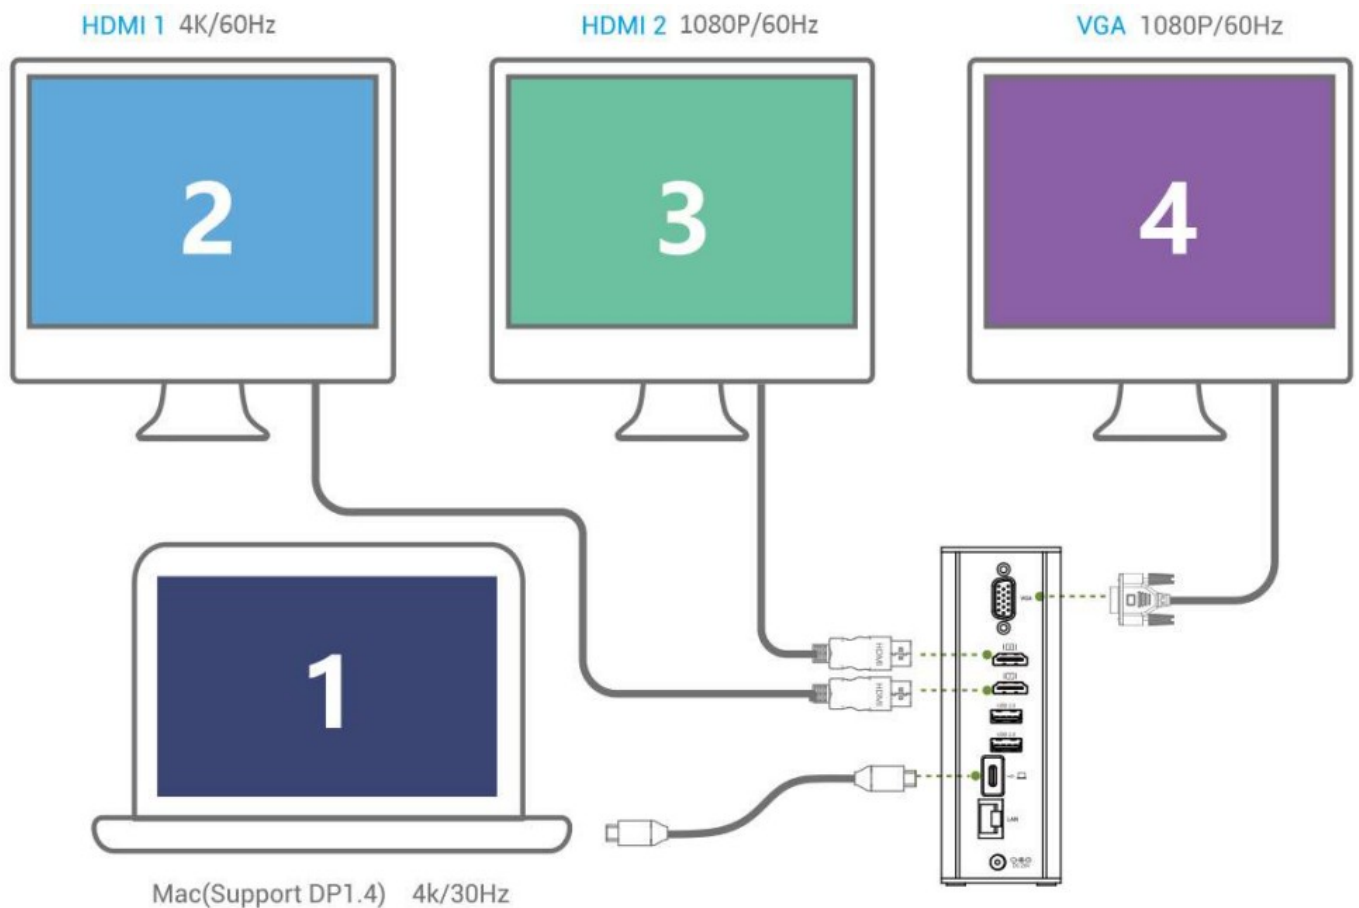 HDMI 1 4K/60Hz
HDMI 2 1080P/60Hz
VGA 1080P/60Hz
2
3
4
1
VGA
HDMI
HDMI
LAN
Mac(Support DP1.4) 4k/30Hz